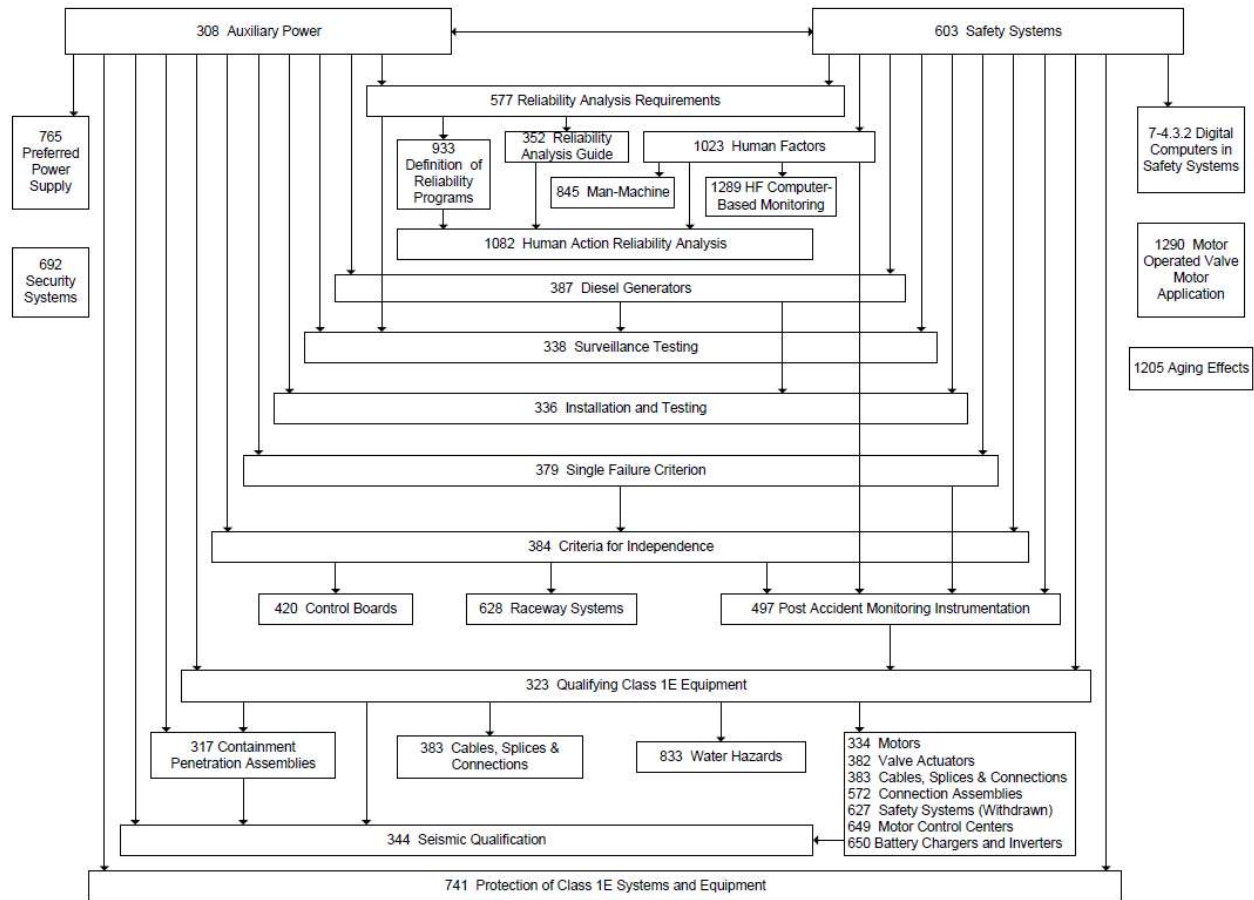 308 Auxiliary Power
603 Safety Systems
577 Reliability Analysis Requirements
765
Preferred
Power
Supply
933
Definition of
Reliability
Programs
352 Reliability
Analysis Guide
1023 Human Factors
7-4.3.2 Digital
Computers in
Safety Systems
845 Man-Machine
1289 HF Computer-
Based Monitoring
1082 Human Action Reliability Analysis
692
Security
Systems
1290 Motor
Operated Valve
Motor
Application
387 Diesel Generators
338 Surveillance Testing
1205 Aging Effects
336 Installation and Testing
379 Single Failure Criterion
384 Criteria for Independence
420 Control Boards
628 Raceway Systems
497 Post Accident Monitoring Instrumentation
323 Qualifying Class 1E Equipment
317 Containment
Penetration Assemblies
383 Cables, Splices &
Connections
833 Water Hazards
334 Motors
382 Valve Actuators
383 Cables, Splices & Connections
572 Connection Assemblies
627 Safety Systems (Withdrawn)
649 Motor Control Centers
650 Battery Chargers and Inverters
344 Seismic Qualification
741 Protection of Class 1E Systems and Equipment